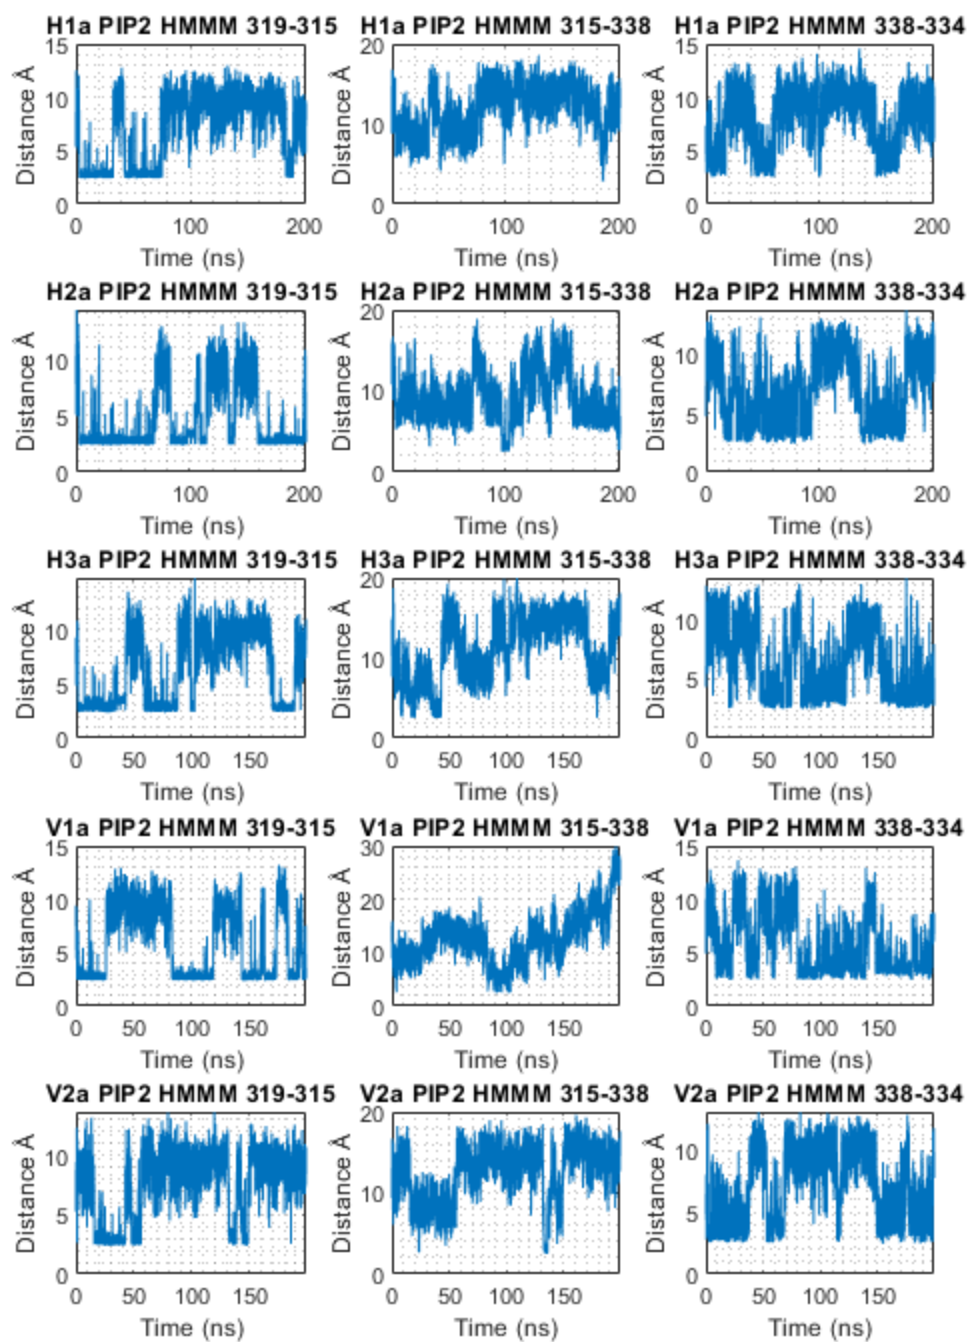 H1a PIP2 HMMM 319-315 H1a PIP2 HMMM 315-338 H1a PIP2 HMMM 338-334
15 20 15
10 10 10
5 5
0 0 0
Distance Å Distance Å Distance Å
0 100 200 0 100 200 0 100 200
Time (ns) Time (ns) Time (ns)
H2a PIP2 HMMM 319-315 H2a PIP2 HMMM 315-338 H2a PIP2 HMMM 338-334
20
10 10 10
5 5
0 0 0
Distance Å Distance Å Distance Å
0 100 200 0 100 200 0 100 200
Time (ns) Time (ns) Time (ns)
H3a PIP2 HMMM 319-315 H3a PIP2 HMMM 315-338 H3a PIP2 HMMM 338-334
20
10 10 10
5 5
0 0 0
Distance Å Distance Å Distance Å
0 50 100 150 0 50 100 150 0 50 100 150
Time (ns) Time (ns) Time (ns)
V1a PIP2 HMMM 319-315 V1a PIP2 HMMM 315-338 V1a PIP2 HMMM 338-334
15 30 15
10 20 10
5 10 5
0 0 0
Distance Å Distance Å Distance Å
0 50 100 150 0 50 100 150 0 50 100 150
Time (ns) Time (ns) Time (ns)
V2a PIP2 HMMM 319-315 V2a PIP2 HMMM 315-338 V2a PIP2 HMMM 338-334
20
10 10 10
5 5
0 0 0
Distance Å Distance Å Distance Å
0 50 100 150 0 50 100 150 0 50 100 150
Time (ns) Time (ns) Time (ns)